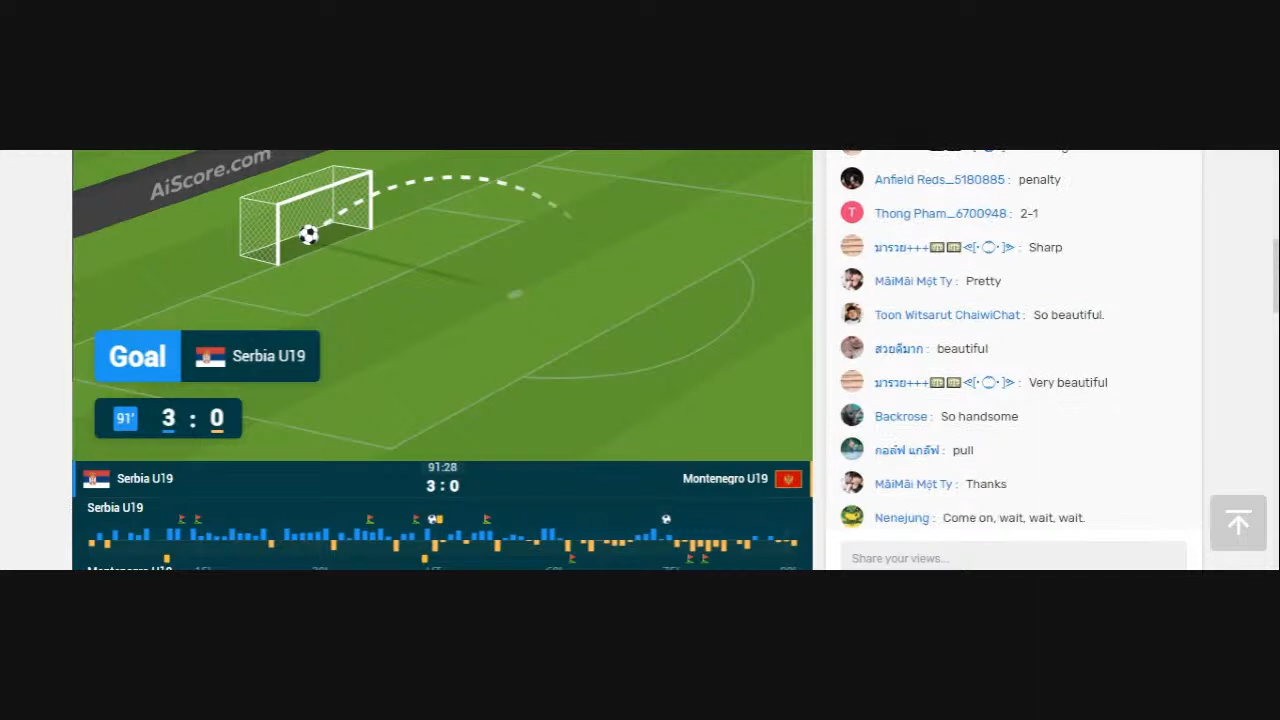 AiScore.com
Goal Serbia U19
91' 3 : 0
Serbia U19 91:28 3 : 0 Montenegro U19
Serbia U19
Anfield Reds_5180885 : penalty
T Thong Pham_6700948 : 2-1
: Sharp
MãiMãi Một Ty : Pretty
Toon Witsarut ChaiwiChat : So beautiful.
สวยดีมาก : beautiful
: Very beautiful
Backrose : So handsome
กอล์ฟ แกล้ฟ : pull
MãiMãi Một Ty : Thanks
Nenejung : Come on, wait, wait, wait.
Share your views...